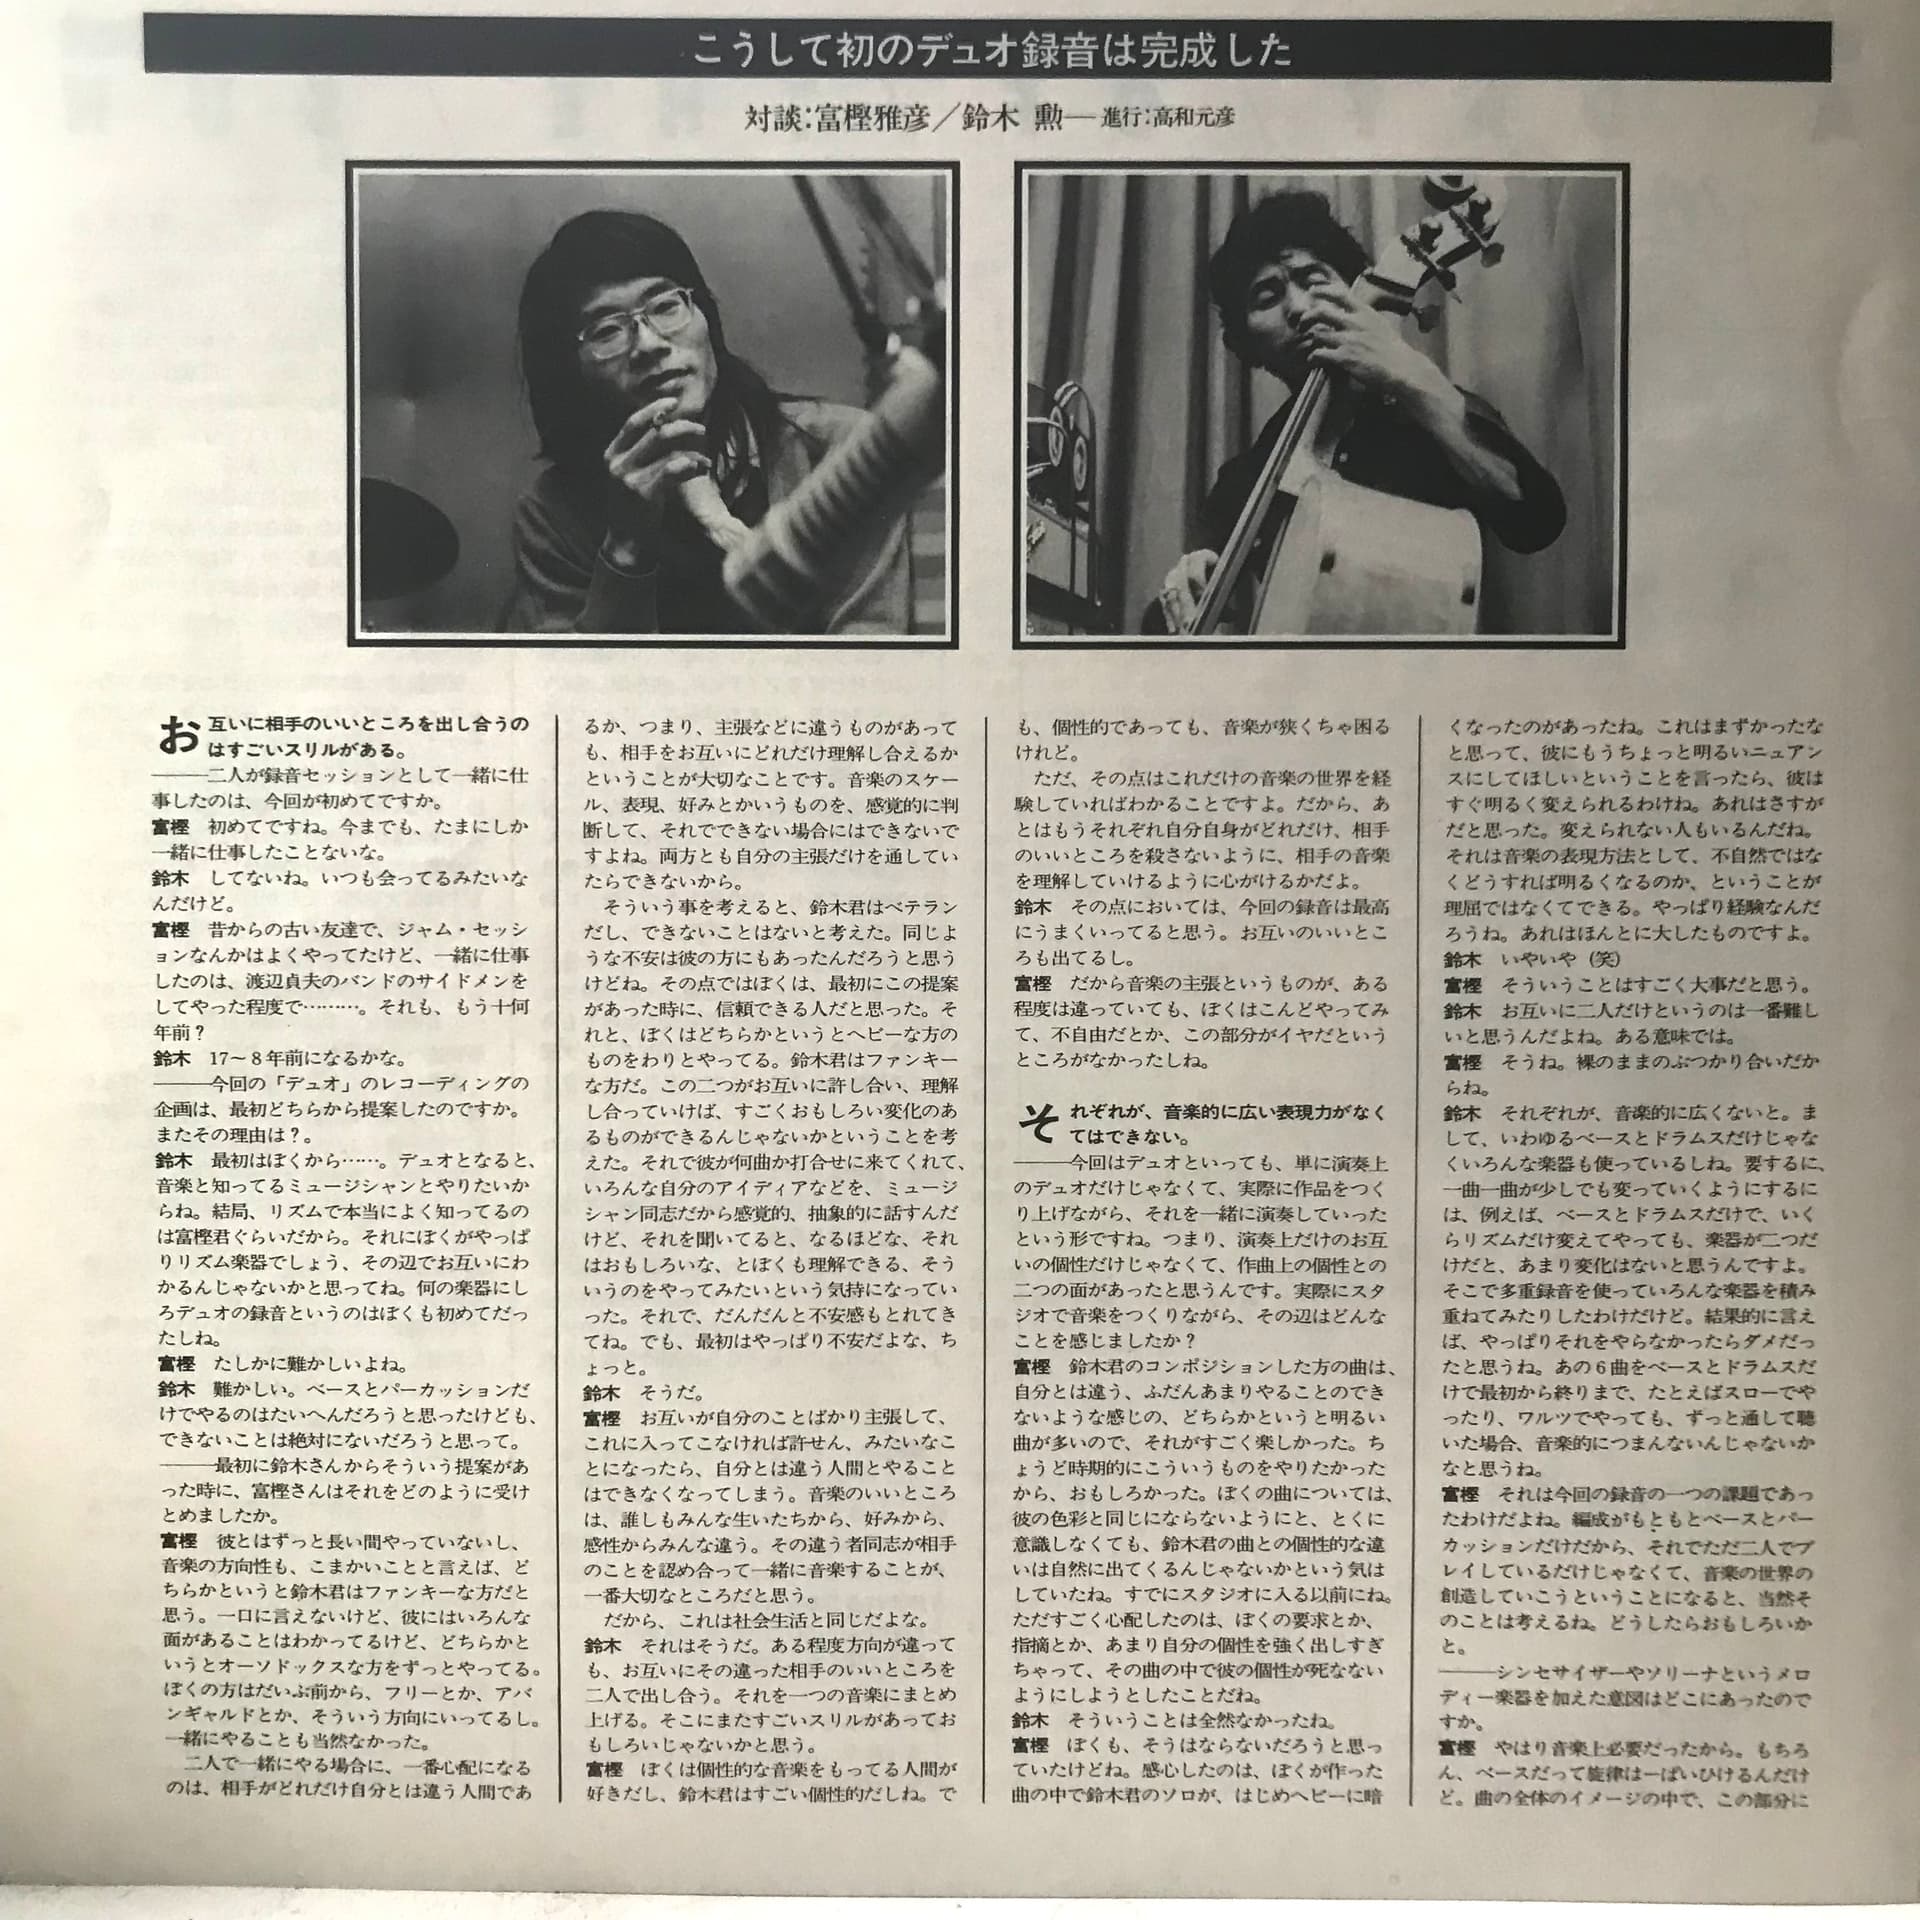 こうして初のデュオ録音は完成した
対談:富樫雅彦／鈴木 勲──進行:高和元彦
お互いに相手のいいところを出し合うの
はすごいスリルがある。
───二人が録音セッションとして一緒に仕
事したのは、今回が初めてですか。
富樫　初めてですね。今までも、たまにしか
一緒に仕事したことないな。
鈴木　してないね。いつも会ってるみたいな
んだけど。
富樫　昔からの古い友達で、ジャム・セッシ
ョンなんかはよくやってたけど、一緒に仕事
したのは、渡辺貞夫のバンドのサイドメンを
してやった程度で………。それも、もう十何
年前？
鈴木　17〜8年前になるかな。
───今回の「デュオ」のレコーディングの
企画は、最初どちらから提案したのですか。
またその理由は？。
鈴木　最初はぼくから……。デュオとなると、
音楽と知ってるミュージシャンとやりたいか
らね。結局、リズムで本当によく知ってるの
は富樫君ぐらいだから。それにぼくがやっぱ
りリズム楽器でしょう、その辺でお互いにわ
かるんじゃないかと思ってね。何の楽器にし
ろデュオの録音というのはぼくも初めてだっ
たしね。
富樫　たしかに難かしいよね。
鈴木　難かしい。ベースとパーカッションだ
けでやるのはたいへんだろうと思ったけども、
できないことは絶対にないだろうと思って。
───最初に鈴木さんからそういう提案があ
った時に、富樫さんはそれをどのように受け
とめましたか。
富樫　彼とはずっと長い間やっていないし、
音楽の方向性も、こまかいことと言えば、ど
ちらかというと鈴木君はファンキーな方だと
思う。一口に言えないけど、彼にはいろんな
面があることはわかってるけど、どちらかと
いうとオーソドックスな方をずっとやってる。
ぼくの方はだいぶ前から、フリーとか、アバ
ンギャルドとか、そういう方向にいってるし。
一緒にやることも当然なかった。
　二人で一緒にやる場合に、一番心配になる
のは、相手がどれだけ自分とは違う人間であ
るか、つまり、主張などに違うものがあって
も、相手をお互いにどれだけ理解し合えるか
ということが大切なことです。音楽のスケー
ル、表現、好みとかいうものを、感覚的に判
断して、それでできない場合にはできないで
すよね。両方とも自分の主張だけを通してい
たらできないから。
　そういう事を考えると、鈴木君はベテラン
だし、できないことはないと考えた。同じよ
うな不安は彼の方にもあったんだろうと思う
けどね。その点ではぼくは、最初にこの提案
があった時に、信頼できる人だと思った。そ
れと、ぼくはどちらかというとヘビーな方の
ものをわりとやってる。鈴木君はファンキー
な方だ。この二つがお互いに許し合い、理解
し合っていけば、すごくおもしろい変化のあ
るものができるんじゃないかということを考
えた。それで彼が何曲か打合せに来てくれて、
いろんな自分のアイディアなどを、ミュージ
シャン同志だから感覚的、抽象的に話すんだ
けど、それを聞いてると、なるほどな、それ
はおもしろいな、とぼくも理解できる、そう
いうのをやってみたいという気持になってい
った。それで、だんだんと不安感もとれてき
てね。でも、最初はやっぱり不安だよな、ち
ょっと。
鈴木　そうだ。
富樫　お互いが自分のことばかり主張して、
これに入ってこなければ許せん、みたいなこ
とになったら、自分とは違う人間とやること
はできなくなってしまう。音楽のいいところ
は、誰しもみんな生いたちから、好みから、
感性からみんな違う。その違う者同志が相手
のことを認め合って一緒に音楽することが、
一番大切なところだと思う。
　だから、これは社会生活と同じだよな。
鈴木　それはそうだ。ある程度方向が違って
も、お互いにその違った相手のいいところを
二人で出し合う。それを一つの音楽にまとめ
上げる。そこにまたすごいスリルがあってお
もしろいじゃないかと思う。
富樫　ぼくは個性的な音楽をもってる人間が
好きだし、鈴木君はすごい個性的だしね。で
も、個性的であっても、音楽が狭くちゃ困る
けれど。
　ただ、その点はこれだけの音楽の世界を経
験していればわかることですよ。だから、あ
とはもうそれぞれ自分自身がどれだけ、相手
のいいところを殺さないように、相手の音楽
を理解していけるように心がけるかだよ。
鈴木　その点においては、今回の録音は最高
にうまくいってると思う。お互いのいいとこ
ろも出てるし。
富樫　だから音楽の主張というものが、ある
程度は違っていても、ぼくはこんどやってみ
て、不自由だとか、この部分がイヤだという
ところがなかったしね。
それぞれが、音楽的に広い表現力がなく
てはできない。
───今回はデュオといっても、単に演奏上
のデュオだけじゃなくて、実際に作品をつく
り上げながら、それを一緒に演奏していった
という形ですね。つまり、演奏上だけのお互
いの個性だけじゃなくて、作曲上の個性との
二つの面があったと思うんです。実際にスタ
ジオで音楽をつくりながら、その辺はどんな
ことを感じましたか？
富樫　鈴木君のコンポジションした方の曲は、
自分とは違う、ふだんあまりやることのでき
ないような感じの、どちらかというと明るい
曲が多いので、それがすごく楽しかった。ち
ょうど時期的にこういうものをやりたかった
から、おもしろかった。ぼくの曲については、
彼の色彩と同じにならないようにと、とくに
意識しなくても、鈴木君の曲との個性的な違
いは自然に出てくるんじゃないかという気は
していたね。すでにスタジオに入る以前にね。
ただすごく心配したのは、ぼくの要求とか、
指摘とか、あまり自分の個性を強く出しすぎ
ちゃって、その曲の中で彼の個性が死なない
ようにしようとしたことだね。
鈴木　そういうことは全然なかったね。
富樫　ぼくも、そうはならないだろうと思っ
ていたけどね。感心したのは、ぼくが作った
曲の中で鈴木君のソロが、はじめヘビーに暗
くなったのがあったね。これはまずかったな
と思って、彼にもうちょっと明るいニュアン
スにしてほしいということを言ったら、彼は
すぐ明るく変えられるわけね。あれはさすが
だと思った。変えられない人もいるんだね。
それは音楽の表現方法として、不自然ではな
くどうすれば明るくなるのか、ということが
理屈ではなくてできる。やっぱり経験なんだ
ろうね。あれはほんとに大したものですよ。
鈴木　いやいや（笑）
富樫　そういうことはすごく大事だと思う。
鈴木　お互いに二人だけというのは一番難し
いと思うんだよね。ある意味では。
富樫　そうね。裸のままのぶつかり合いだか
らね。
鈴木　それぞれが、音楽的に広くないと。ま
して、いわゆるベースとドラムスだけじゃな
くいろんな楽器も使っているしね。要するに、
一曲一曲が少しでも変っていくようにするに
は、例えば、ベースとドラムスだけで、いく
らリズムだけ変えてやっても、楽器が二つだ
けだと、あまり変化はないと思うんですよ。
そこで多重録音を使っていろんな楽器を積み
重ねてみたりしたわけだけど。結果的に言え
ば、やっぱりそれをやらなかったらダメだっ
たと思うね。あの6曲をベースとドラムスだ
けで最初から終りまで、たとえばスローでや
ったり、ワルツでやっても、ずっと通して聴
いた場合、音楽的につまんないんじゃないか
なと思うね。
富樫　それは今回の録音の一つの課題であっ
たわけだよね。編成がもともとベースとパー
カッションだけだから、それでただ二人でプ
レイしているだけじゃなくて、音楽の世界の
創造していこうということになると、当然そ
のことは考えるね。どうしたらおもしろいか
と。
───シンセサイザーやソリーナというメロ
ディー楽器を加えた意図はどこにあったので
すか。
富樫　やはり音楽上必要だったから。もちろ
ん、ベースだって旋律は一ぱいひけるんだけ
ど。曲の全体のイメージの中で、この部分に